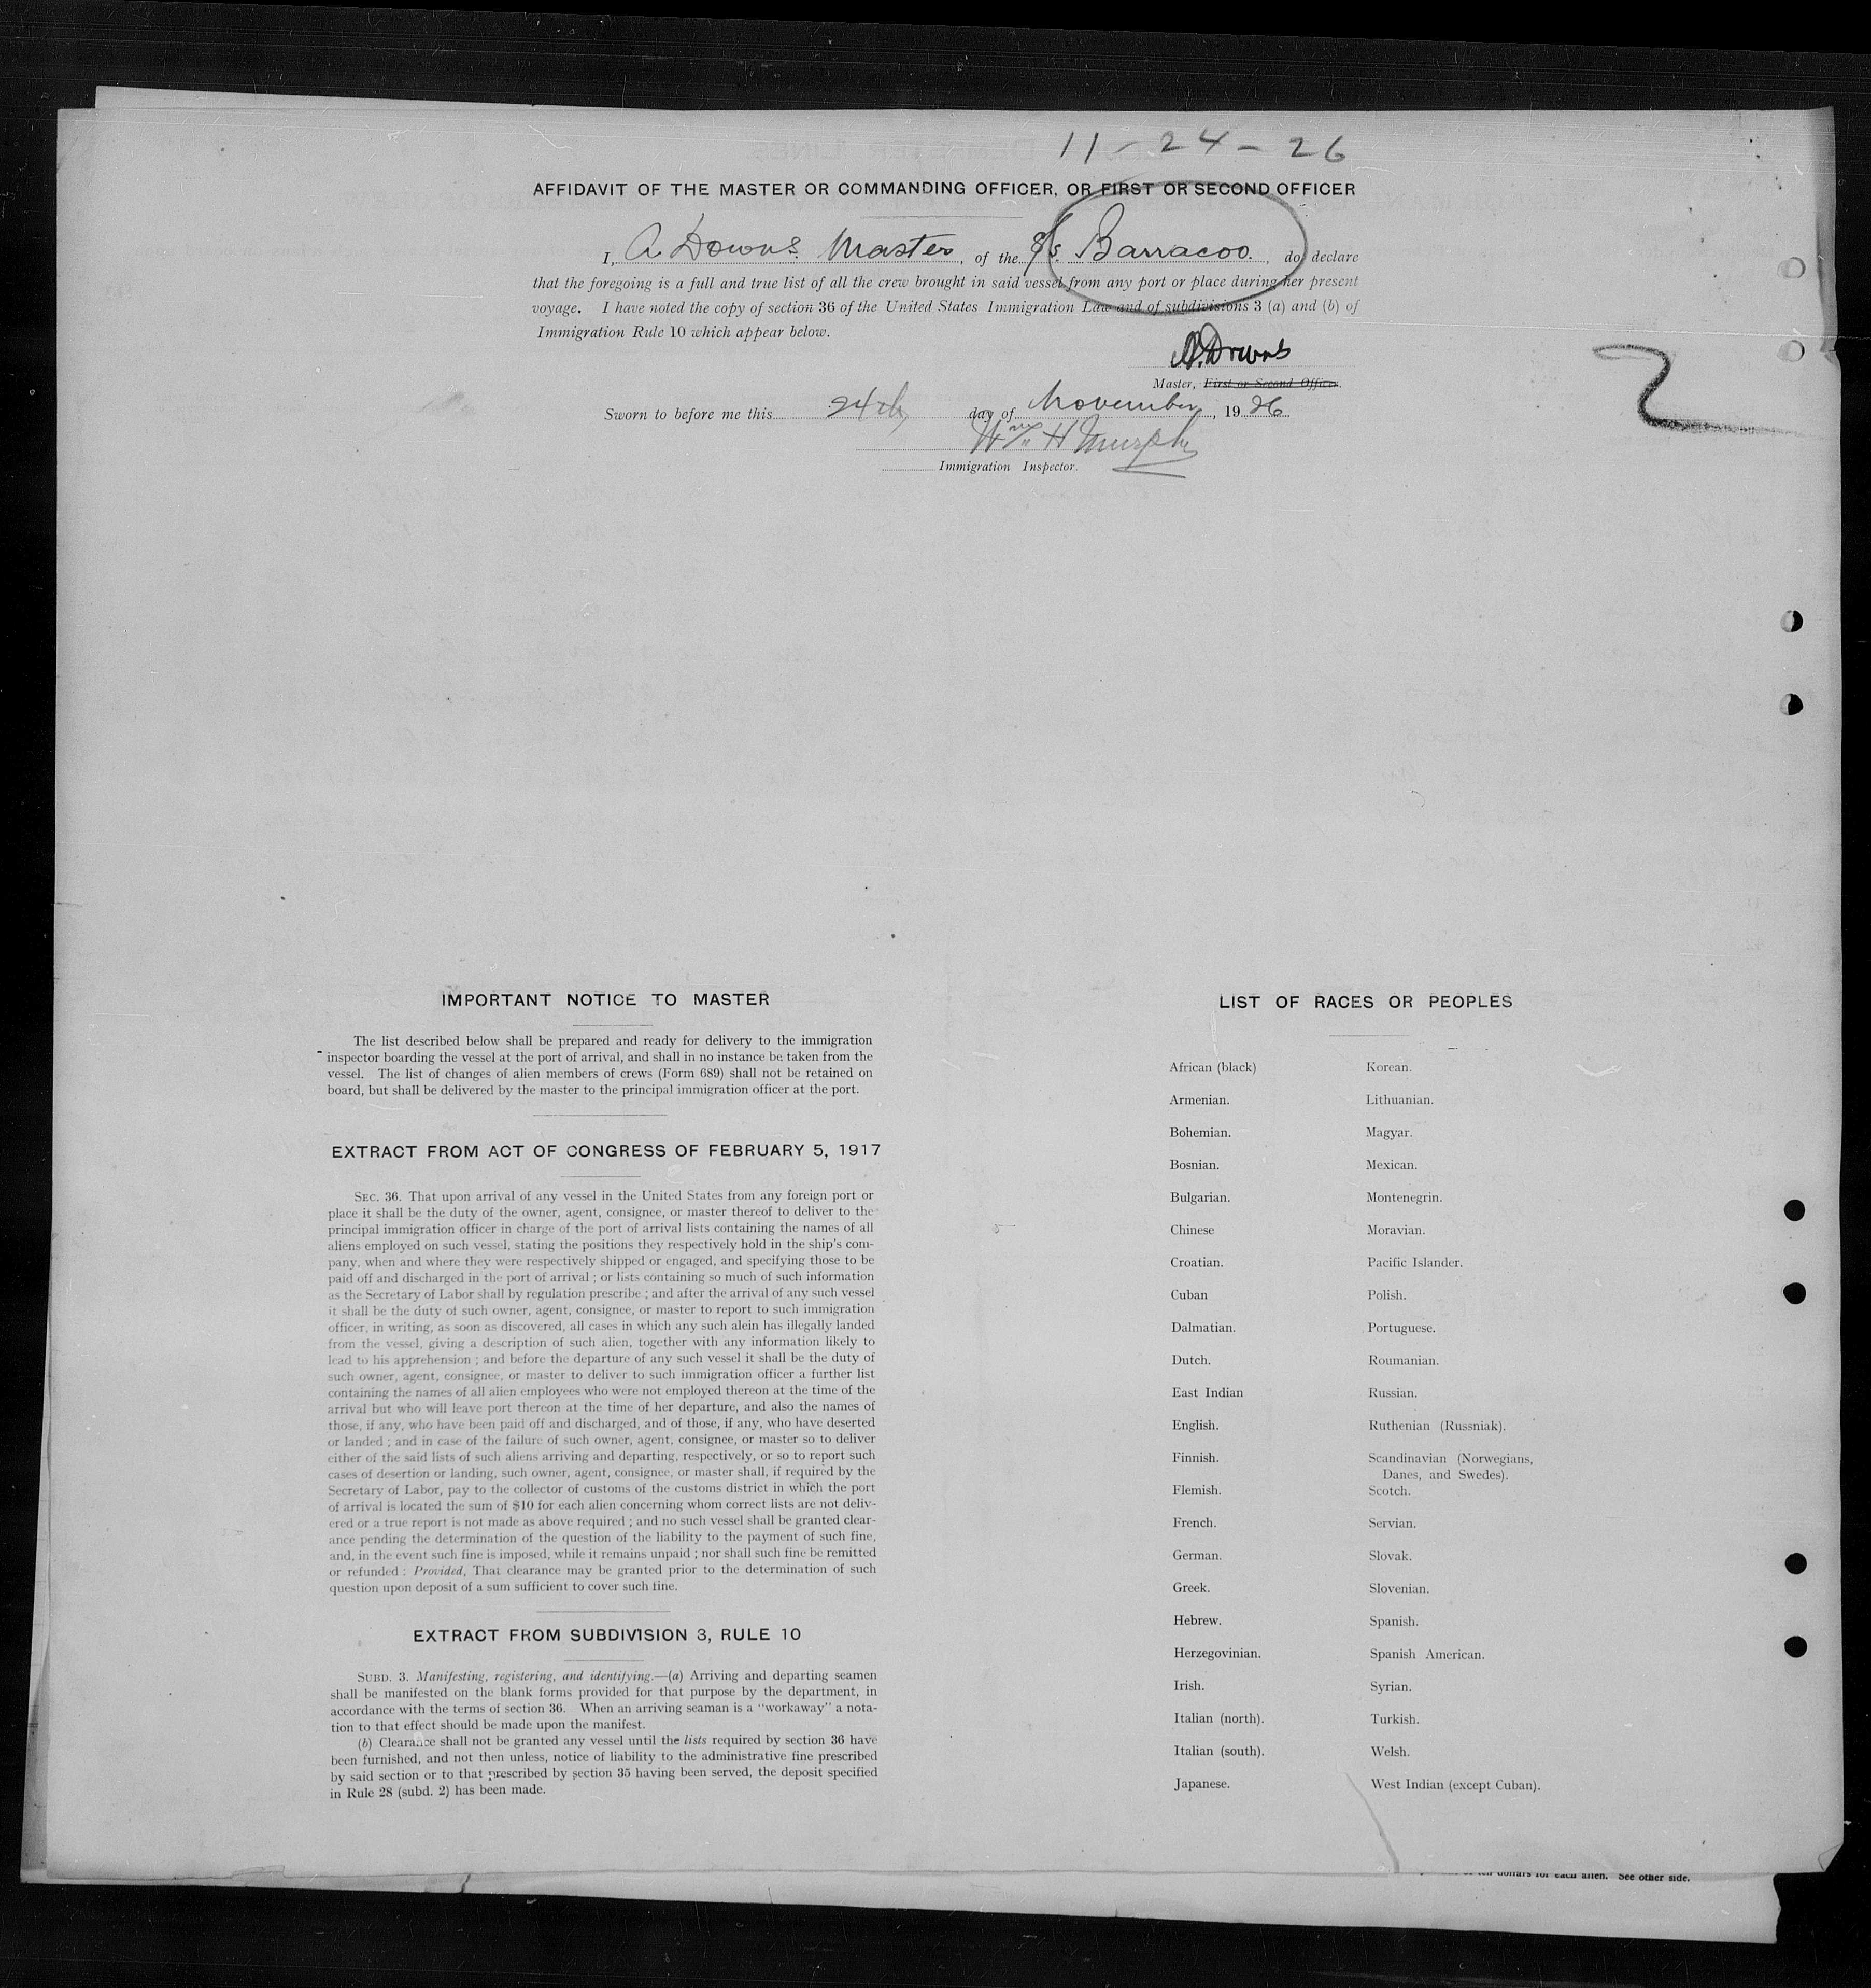 11-24-26
AFFIDAVIT OF THE MASTER OR COMMANDING OFFICER, OR FIRST OR SECOND OFFICER
I, A. Downs. Master, of the S/S. Barracoo., do declare
that the foregoing is a full and true list of all the crew brought in said vessel from any port or place during her present
voyage. I have noted the copy of section 36 of the United States Immigration Law and of subdivisions 3 (a) and (b) of
Immigration Rule 10 which appear below.
A. Downs
Master, First or Second Officer.
2
Sworn to before me this 24th day of November, 1926
Wm H Murphy
Immigration Inspector.
IMPORTANT NOTICE TO MASTER
The list described below shall be prepared and ready for delivery to the immigration
inspector boarding the vessel at the port of arrival, and shall in no instance be taken from the
vessel. The list of changes of alien members of crews (Form 689) shall not be retained on
board, but shall be delivered by the master to the principal immigration officer at the port.
EXTRACT FROM ACT OF CONGRESS OF FEBRUARY 5, 1917
SEC. 36. That upon arrival of any vessel in the United States from any foreign port or
place it shall be the duty of the owner, agent, consignee, or master thereof to deliver to the
principal immigration officer in charge of the port of arrival lists containing the names of all
aliens employed on such vessel, stating the positions they respectively hold in the ship's com-
pany, when and where they were respectively shipped or engaged, and specifying those to be
paid off and discharged in the port of arrival ; or lists containing so much of such information
as the Secretary of Labor shall by regulation prescribe ; and after the arrival of any such vessel
it shall be the duty of such owner, agent, consignee, or master to report to such immigration
officer, in writing, as soon as discovered, all cases in which any such alein has illegally landed
from the vessel, giving a description of such alien, together with any information likely to
lead to his apprehension ; and before the departure of any such vessel it shall be the duty of
such owner, agent, consignee, or master to deliver to such immigration officer a further list
containing the names of all alien employees who were not employed thereon at the time of the
arrival but who will leave port thereon at the time of her departure, and also the names of
those, if any, who have been paid off and discharged, and of those, if any, who have deserted
or landed ; and in case of the failure of such owner, agent, consignee, or master so to deliver
either of the said lists of such aliens arriving and departing, respectively, or so to report such
cases of desertion or landing, such owner, agent, consignee, or master shall, if required by the
Secretary of Labor, pay to the collector of customs of the customs district in which the port
of arrival is located the sum of $10 for each alien concerning whom correct lists are not deliv-
ered or a true report is not made as above required ; and no such vessel shall be granted clear-
ance pending the determination of the question of the liability to the payment of such fine,
and, in the event such fine is imposed, while it remains unpaid ; nor shall such fine be remitted
or refunded : Provided, That clearance may be granted prior to the determination of such
question upon deposit of a sum sufficient to cover such fine.
EXTRACT FROM SUBDIVISION 3, RULE 10
SUBD. 3. Manifesting, registering, and identifying.—(a) Arriving and departing seamen
shall be manifested on the blank forms provided for that purpose by the department, in
accordance with the terms of section 36. When an arriving seaman is a "workaway" a nota-
tion to that effect should be made upon the manifest.
(b) Clearance shall not be granted any vessel until the lists required by section 36 have
been furnished, and not then unless, notice of liability to the administrative fine prescribed
by said section or to that prescribed by section 35 having been served, the deposit specified
in Rule 28 (subd. 2) has been made.
LIST OF RACES OR PEOPLES
African (black)
Armenian.
Bohemian.
Bosnian.
Bulgarian.
Chinese
Croatian.
Cuban
Dalmatian.
Dutch.
East Indian
English.
Finnish.
Flemish.
French.
German.
Greek.
Hebrew.
Herzegovinian.
Irish.
Italian (north).
Italian (south).
Japanese.
Korean.
Lithuanian.
Magyar.
Mexican.
Montenegrin.
Moravian.
Pacific Islander.
Polish.
Portuguese.
Roumanian.
Russian.
Ruthenian (Russniak).
Scandinavian (Norwegians,
Danes, and Swedes).
Scotch.
Servian.
Slovak.
Slovenian.
Spanish.
Spanish American.
Syrian.
Turkish.
Welsh.
West Indian (except Cuban).
dollars for each alien. See other side.